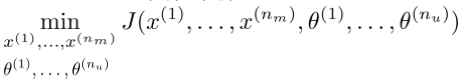 min J(x^{(1)}, . . . , x^{(n_m)}, θ^{(1)}, . . . , θ^{(n_u)})
x^{(1)},...,x^{(n_m)}
θ^{(1)},...,θ^{(n_u)}